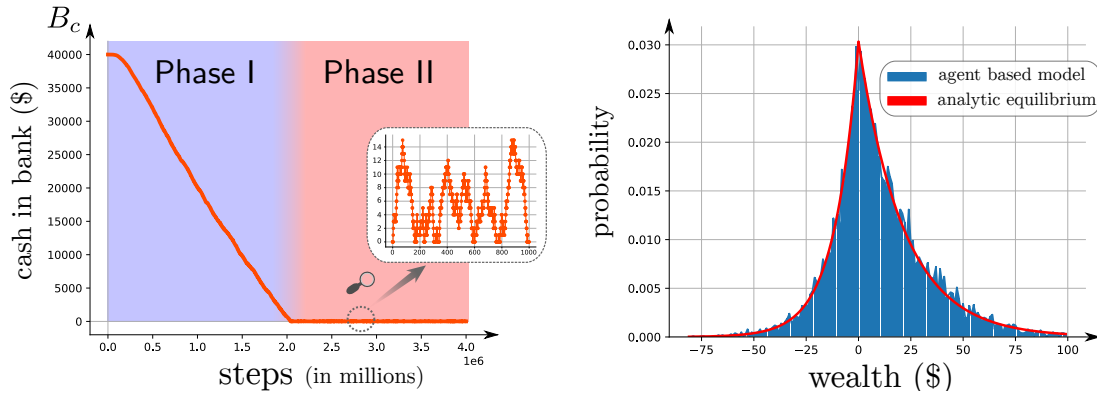 B_c
cash in bank ($)
40000
35000
30000
25000
20000
15000
10000
5000
0
Phase I
Phase II
14
12
10
8
6
4
2
0
0 200 400 600 800 1000
0.0 0.5 1.0 1.5 2.0 2.5 3.0 3.5 4.0
1e6
steps (in millions)
probability
0.030
0.025
0.020
0.015
0.010
0.005
0.000
agent based model
analytic equilibrium
−75 −50 −25 0 25 50 75 100
wealth ($)